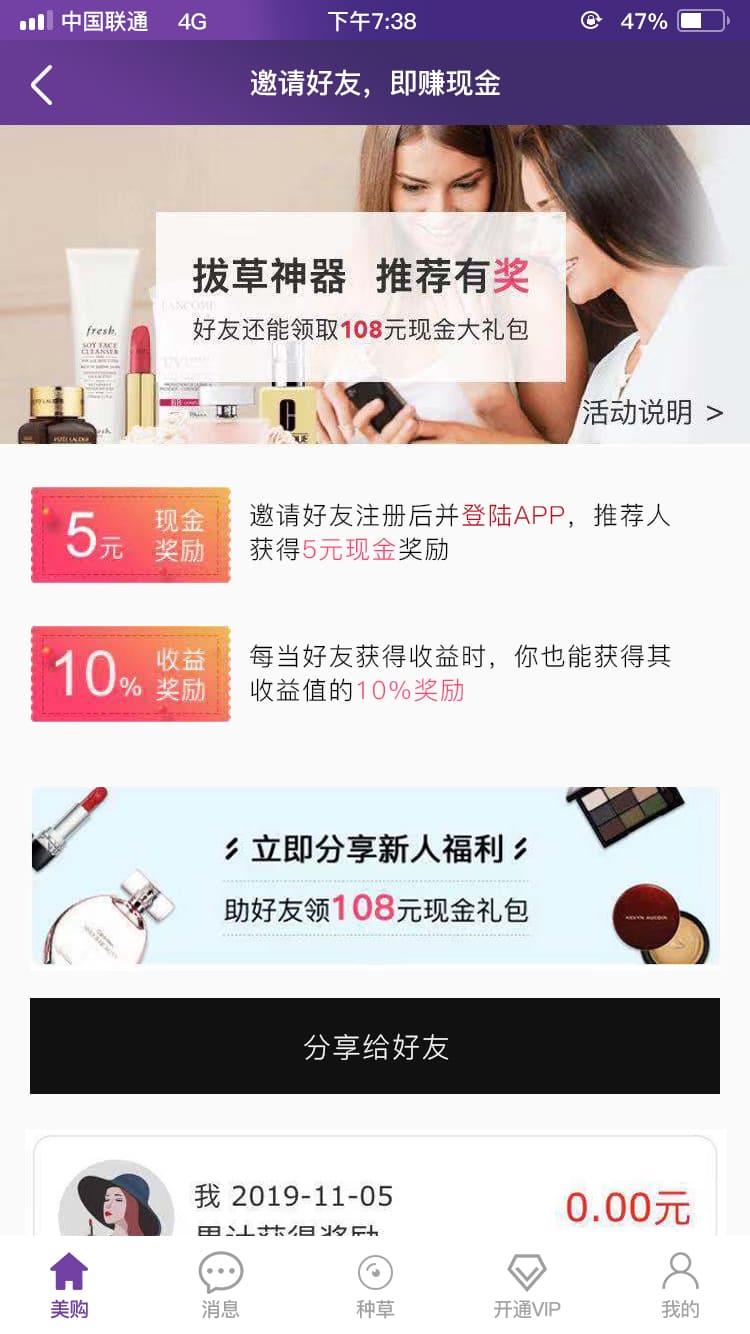 中国联通 4G 下午7:38 47%
邀请好友，即赚现金
拔草神器 推荐有奖
好友还能领取108元现金大礼包
fresh.
SOY FACE
CLEANSER
LANCOME
ESTEE LAUDER
活动说明 >
5元 现金
奖励
邀请好友注册后并登陆APP，推荐人
获得5元现金奖励
10% 收益
奖励
每当好友获得收益时，你也能获得其
收益值的10%奖励
立即分享新人福利
助好友领108元现金礼包
KEVYN AUCOIN
分享给好友
我 2019-11-05
累计获得奖励
0.00元
美购
消息
种草
开通VIP
我的